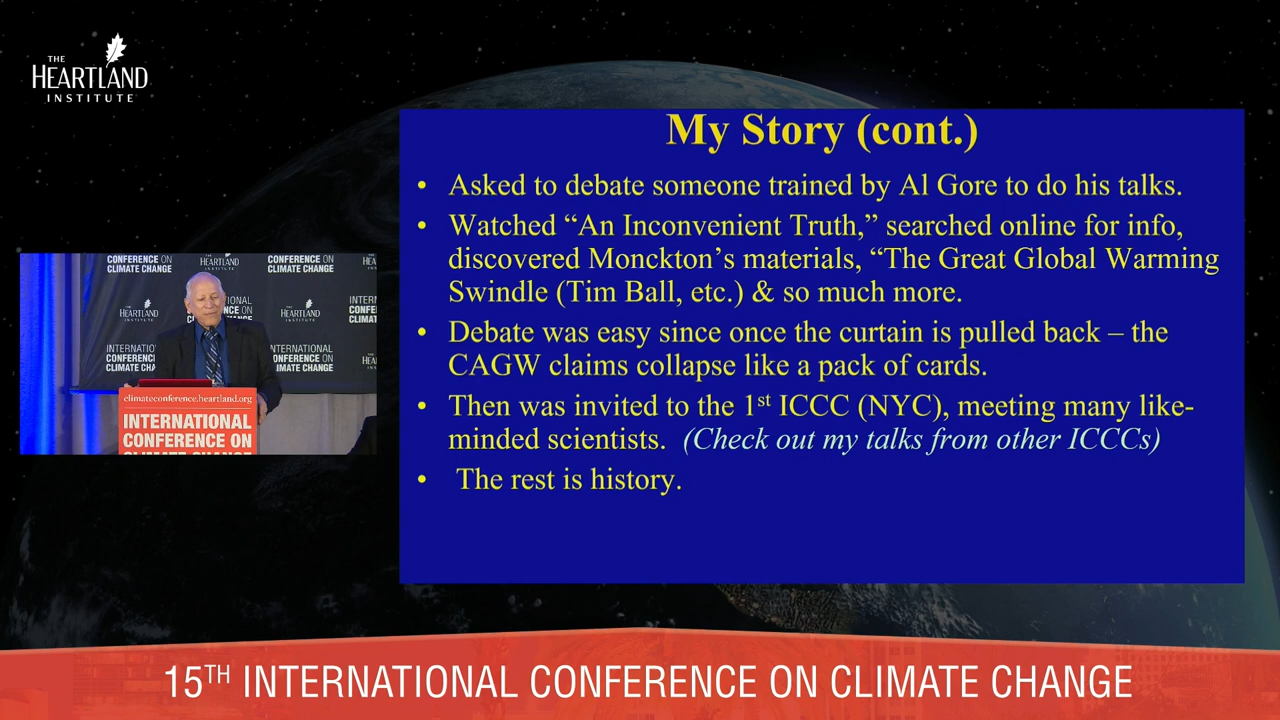 THE
HEARTLAND
INSTITUTE
My Story (cont.)
• Asked to debate someone trained by Al Gore to do his talks.
• Watched “An Inconvenient Truth,” searched online for info,
discovered Monckton’s materials, “The Great Global Warming
Swindle (Tim Ball, etc.) & so much more.
• Debate was easy since once the curtain is pulled back – the
CAGW claims collapse like a pack of cards.
• Then was invited to the 1st ICCC (NYC), meeting many like-
minded scientists. (Check out my talks from other ICCCs)
• The rest is history.
CONFERENCE ON
CLIMATE CHANGE
HEARTLAND
INSTITUTE
CONFERENCE ON
CLIMATE CHANGE
HEARTLAND
HEARTLAND
INTERNATIONAL
CONFERENCE ON
CLIMATE CHANGE
climateconference.heartland.org
INTERNATIONAL
CONFERENCE ON
CLIMATE CHANGE
15TH INTERNATIONAL CONFERENCE ON CLIMATE CHANGE